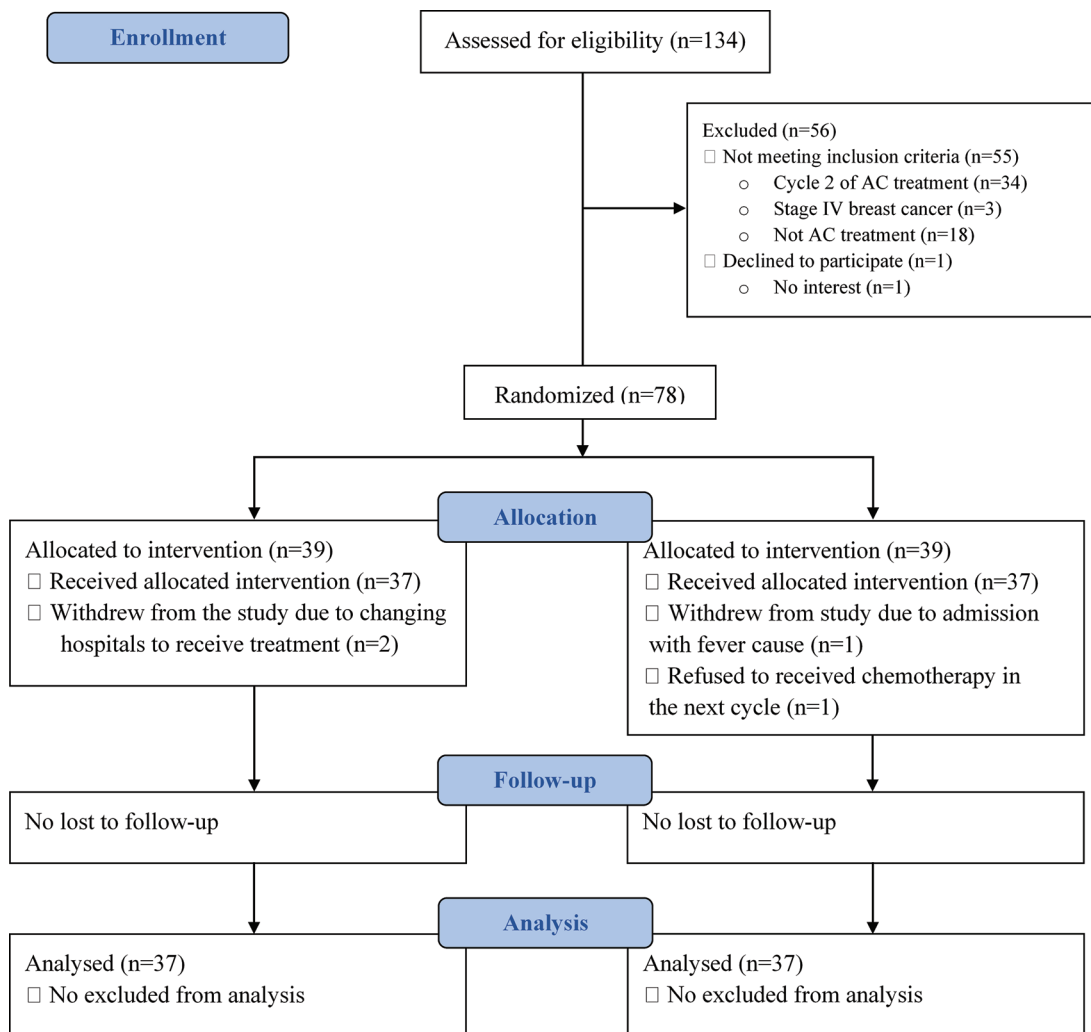 Enrollment
Assessed for eligibility (n=134)
Excluded (n=56)
□ Not meeting inclusion criteria (n=55)
o Cycle 2 of AC treatment (n=34)
o Stage IV breast cancer (n=3)
o Not AC treatment (n=18)
□ Declined to participate (n=1)
o No interest (n=1)
Randomized (n=78)
Allocation
Allocated to intervention (n=39)
□ Received allocated intervention (n=37)
□ Withdrew from the study due to changing
hospitals to receive treatment (n=2)
Allocated to intervention (n=39)
□ Received allocated intervention (n=37)
□ Withdrew from study due to admission
with fever cause (n=1)
□ Refused to received chemotherapy in
the next cycle (n=1)
Follow-up
No lost to follow-up
No lost to follow-up
Analysis
Analysed (n=37)
□ No excluded from analysis
Analysed (n=37)
□ No excluded from analysis